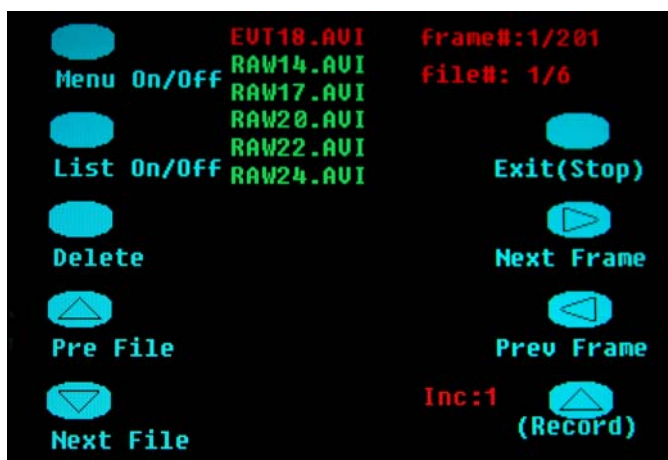 EVT18.AVI
frame#:1/201
Menu On/Off
RAW14.AVI
file#: 1/6
RAW17.AVI
RAW20.AVI
List On/Off
RAW22.AVI
RAW24.AVI
Exit(Stop)
Delete
Next Frame
Pre File
Prev Frame
Inc:1
(Record)
Next File